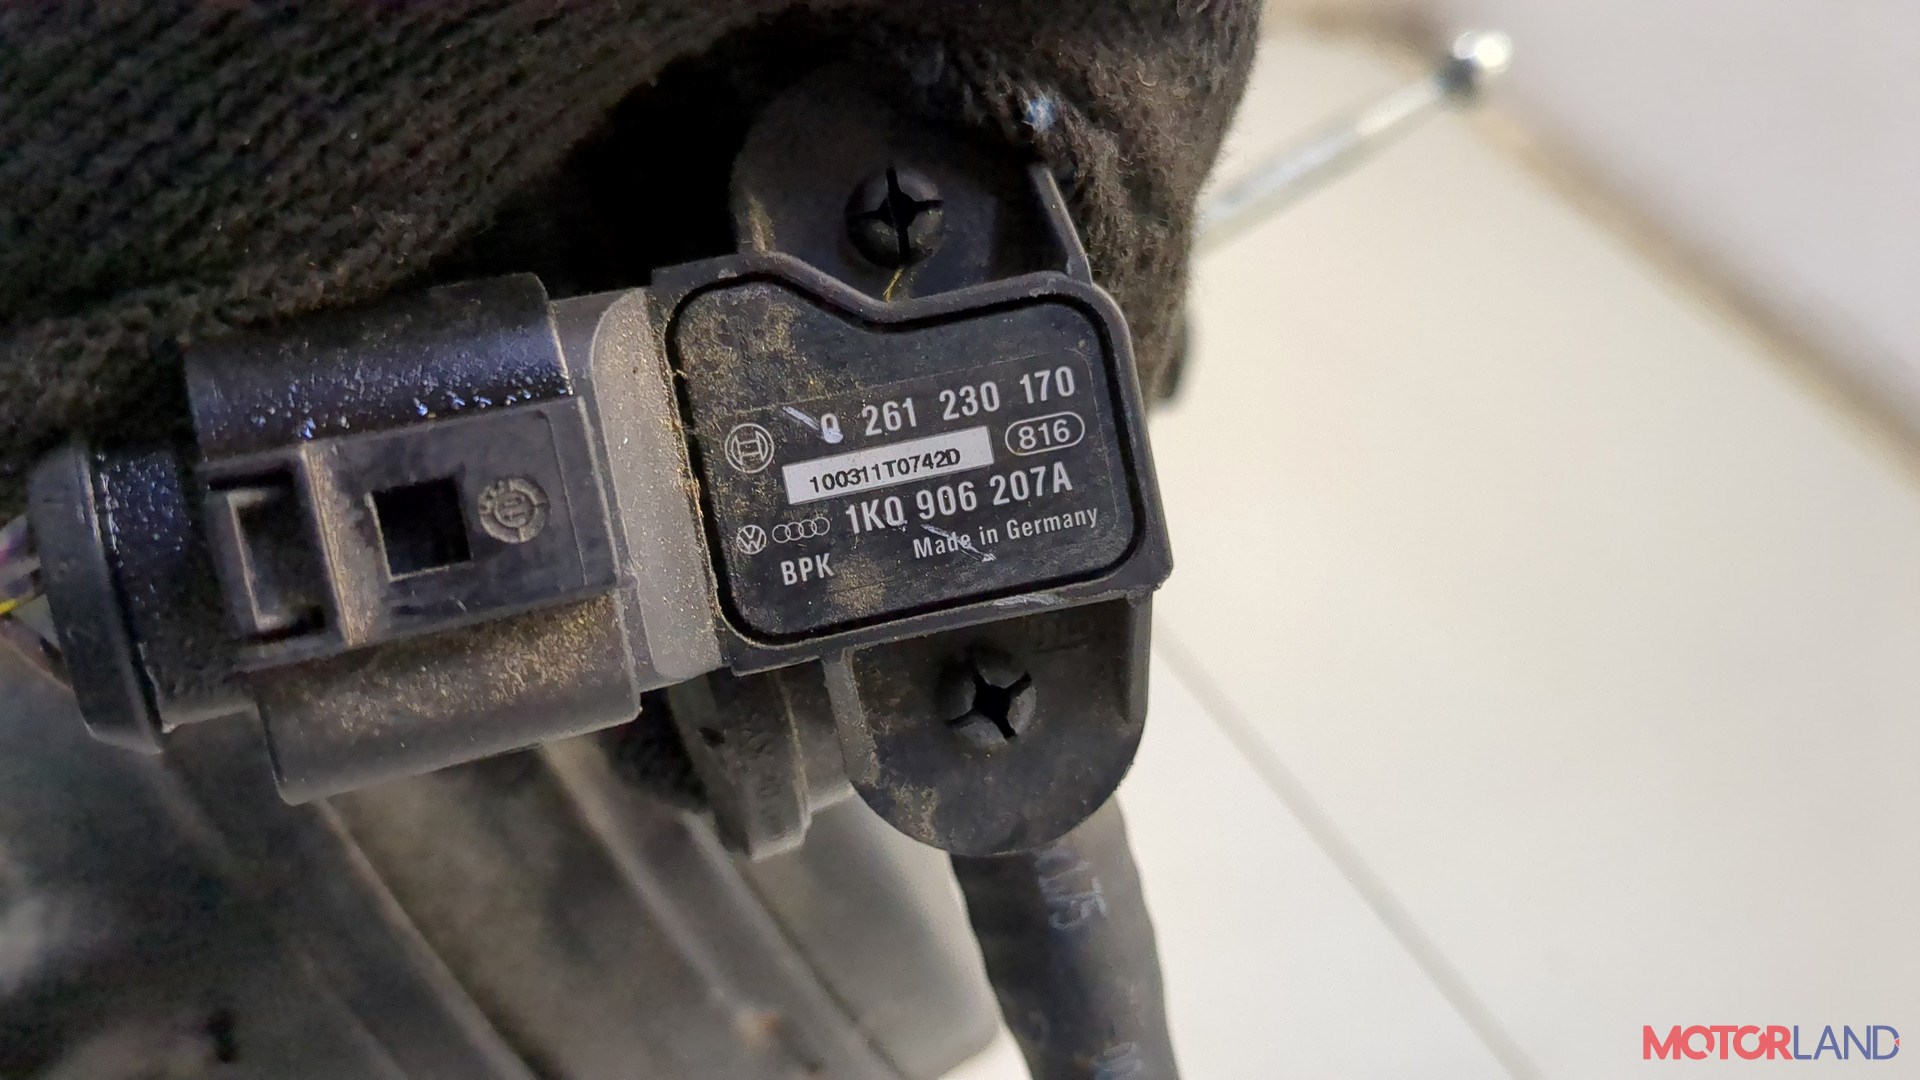 0 261 230 170
816
100311T0742D
1K0 906 207A
Made in Germany
BPK
MOTORLAND